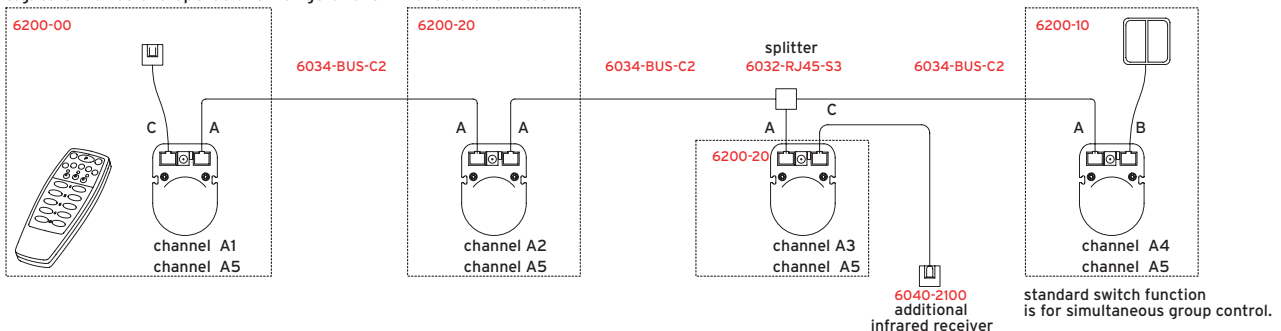 6200-00
6200-20
6200-10
splitter
6034-BUS-C2
6034-BUS-C2
6032-RJ45-S3
6034-BUS-C2
C
C
A
A
A
A
A
B
6200-20
channel A1
channel A5
channel A2
channel A5
channel A3
channel A5
channel A4
channel A5
6040-2100
additional
infrared receiver
standard switch function
is for simultaneous group control.